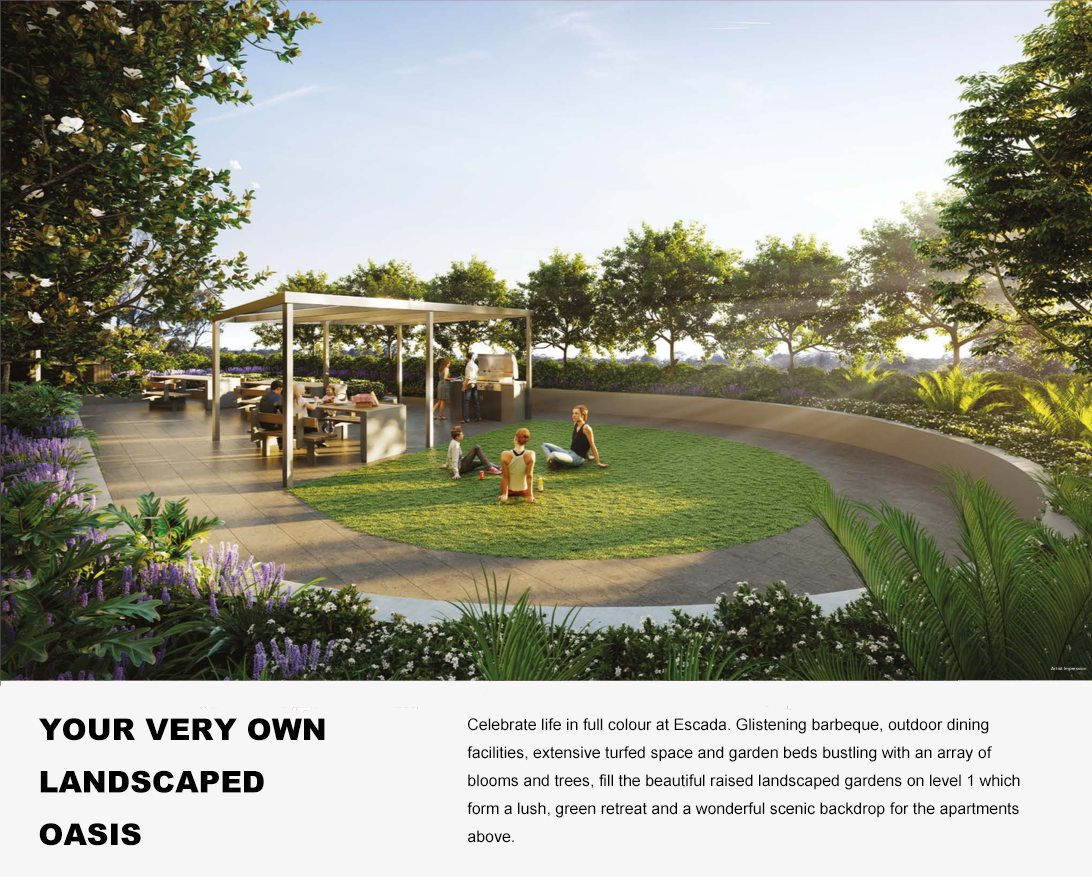 Artist Impression
YOUR VERY OWN
LANDSCAPED
OASIS
Celebrate life in full colour at Escada. Glistening barbeque, outdoor dining
facilities, extensive turfed space and garden beds bustling with an array of
blooms and trees, fill the beautiful raised landscaped gardens on level 1 which
form a lush, green retreat and a wonderful scenic backdrop for the apartments
above.